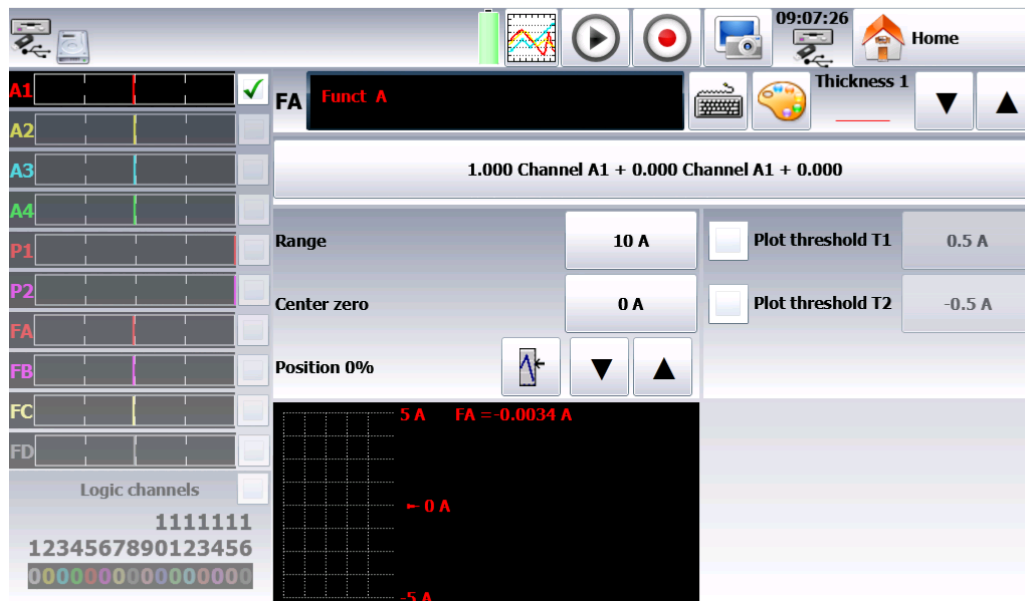 09:07:26
Home
A1
A2
A3
A4
P1
P2
FA
FB
FC
FD
Logic channels
1111111
1234567890123456
0000000000000000
FA
Funct A
Thickness 1
▼
▲
1.000 Channel A1 + 0.000 Channel A1 + 0.000
Range
10 A
Plot threshold T1
0.5 A
Center zero
0 A
Plot threshold T2
-0.5 A
Position 0%
▼
▲
5 A
FA =-0.0034 A
0 A
-5 A